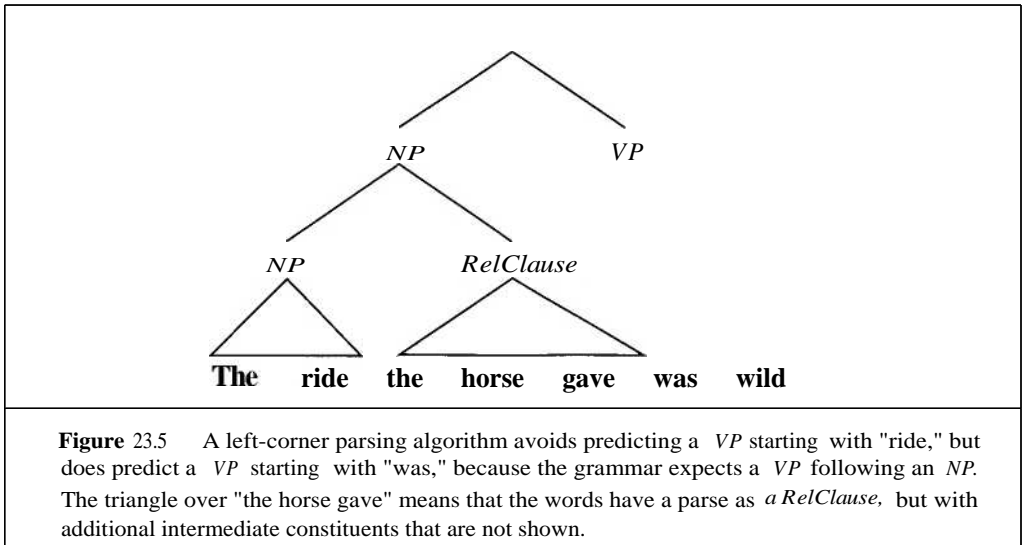 NP VP
NP RelClause
The ride the horse gave was wild
Figure 23.5 A left-corner parsing algorithm avoids predicting a VP starting with "ride," but
does predict a VP starting with "was," because the grammar expects a VP following an NP.
The triangle over "the horse gave" means that the words have a parse as a RelClause, but with
additional intermediate constituents that are not shown.